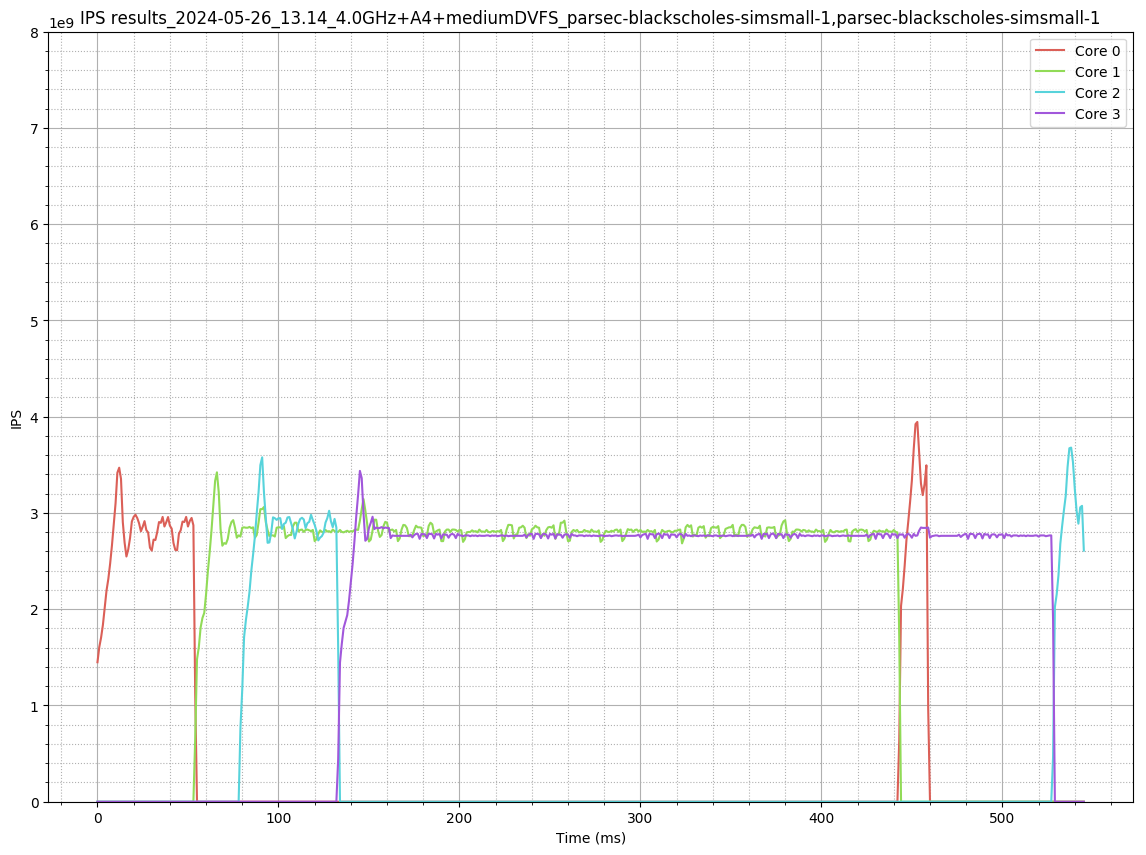 IPS results_2024-05-26_13.14_4.0GHz+A4+mediumDVFS_parsec-blackscholes-simsmall-1,parsec-blackscholes-simsmall-1
1e9
8
7
6
5
4
3
2
1
0
IPS
Core 0
Core 1
Core 2
Core 3
0 100 200 300 400 500
Time (ms)